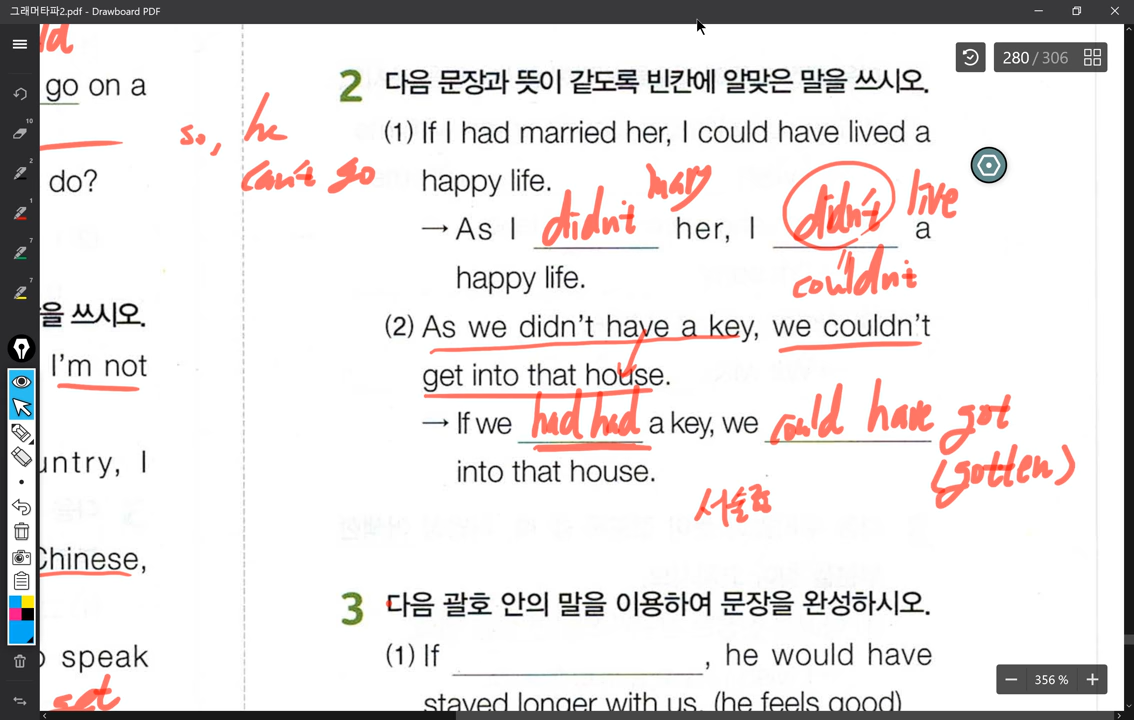 그래머타파2.pdf - Drawboard PDF
280 / 306
go on a
do?
so, he
can't go
을 쓰시오.
I'm not
untry, I
Chinese,
speak
2 다음 문장과 뜻이 같도록 빈칸에 알맞은 말을 쓰시오.
(1) If I had married her, I could have lived a
happy life.
→ As I didn't marry her, I didn't live a
couldn't
happy life.
(2) As we didn't have a key, we couldn't
get into that house.
→ If we had had a key, we could have got
(gotten)
into that house.
3 다음 괄호 안의 말을 이용하여 문장을 완성하시오.
(1) If , he would have
stayed longer with us. (he feels good)
356 %
10
2
1
7
7